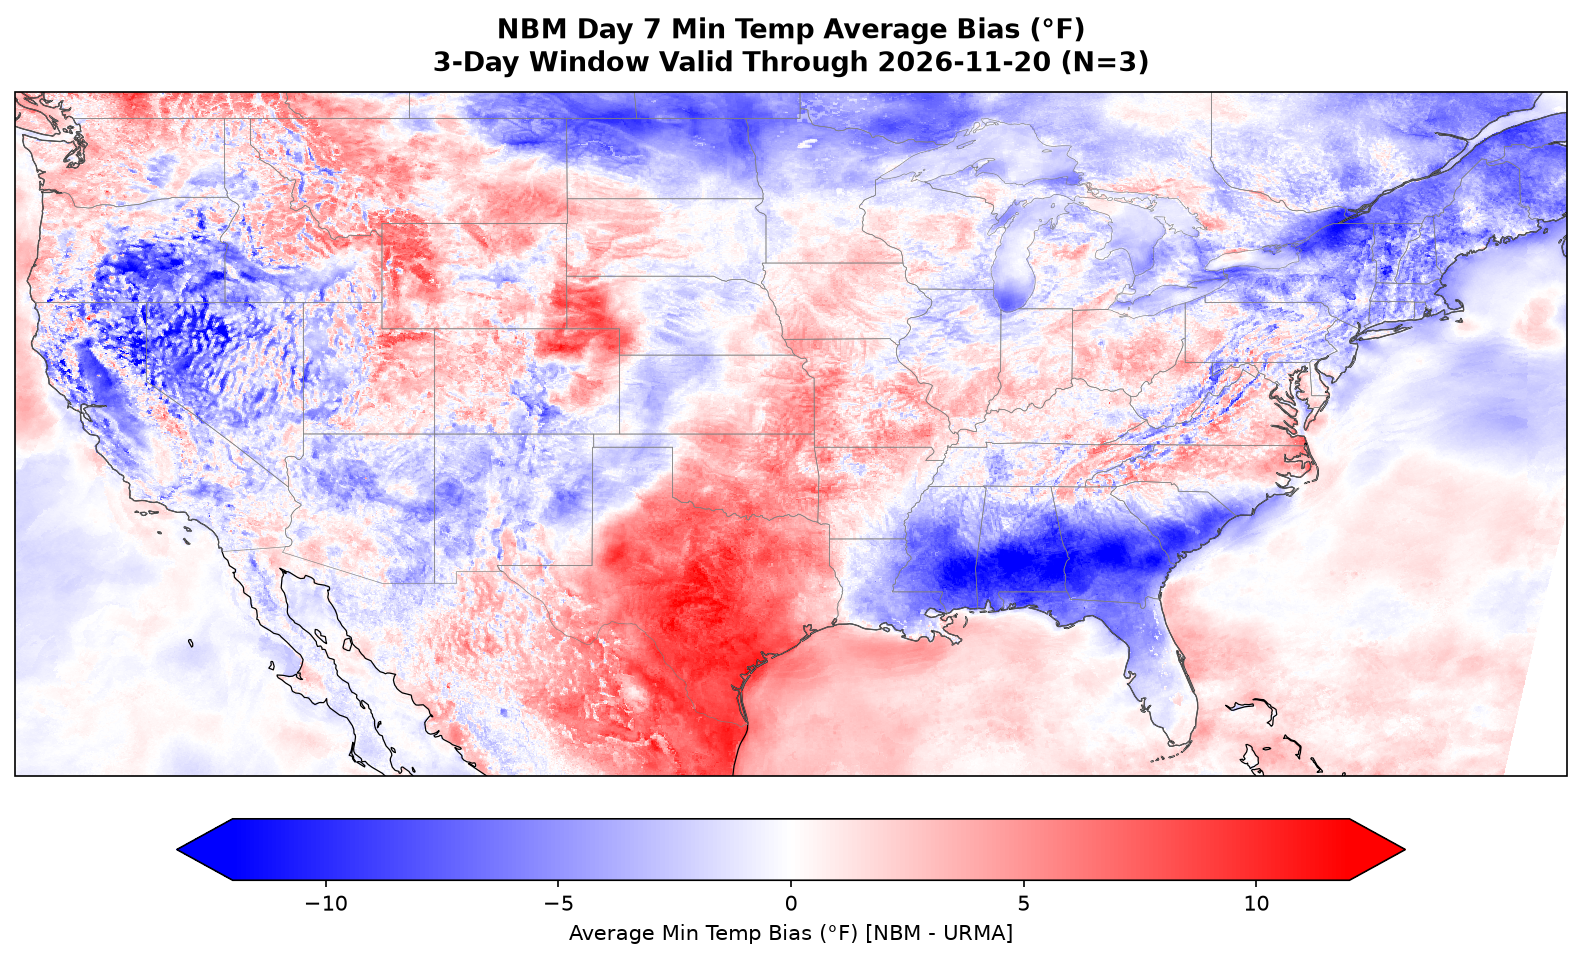 NBM Day 7 Min Temp Average Bias (°F)
3-Day Window Valid Through 2026-11-20 (N=3)
−10 −5 0 5 10
Average Min Temp Bias (°F) [NBM - URMA]